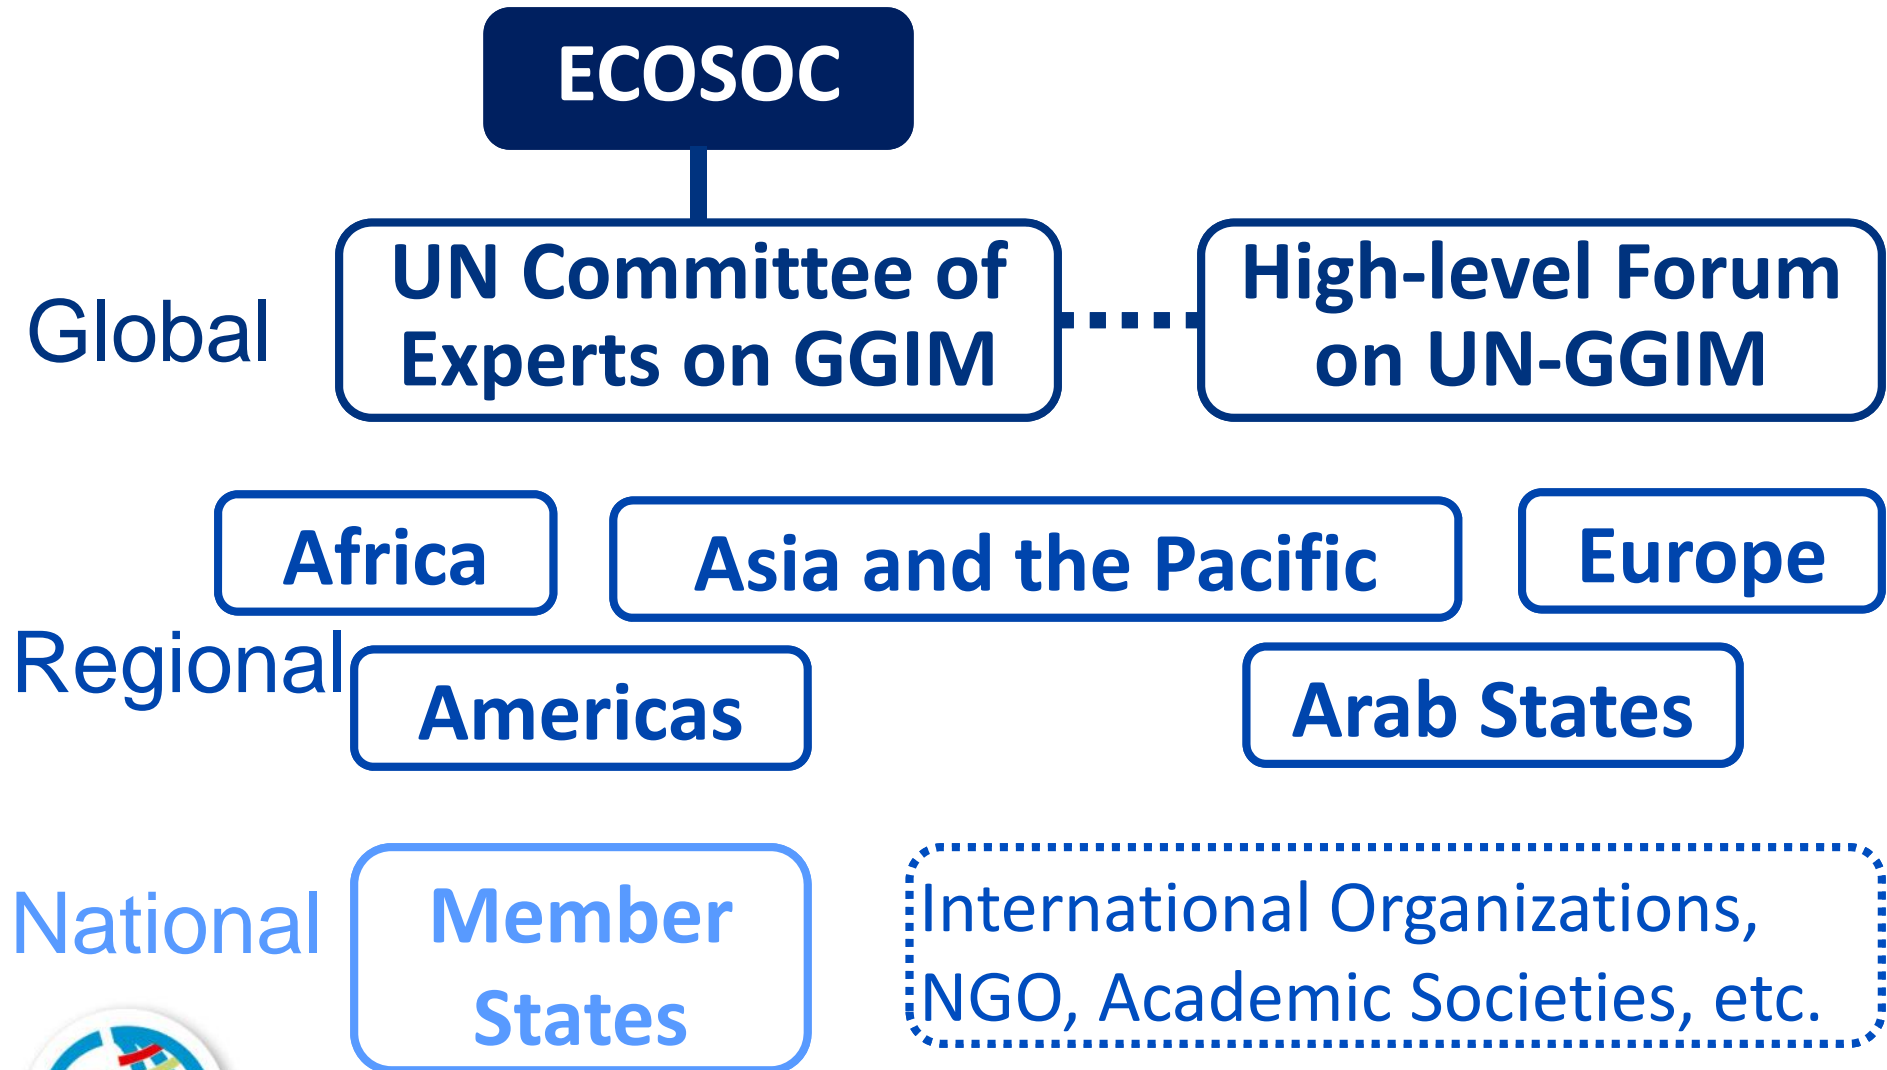 ECOSOC
Global
UN Committee of
Experts on GGIM
High-level Forum
on UN-GGIM
Regional
Africa
Asia and the Pacific
Europe
Americas
Arab States
National
Member
States
International Organizations,
NGO, Academic Societies, etc.